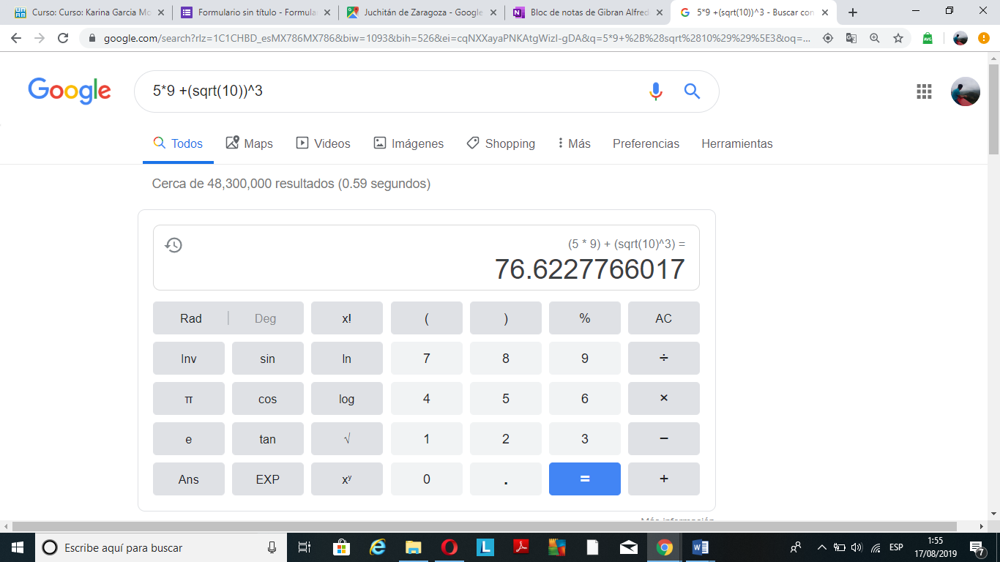 Curso: Curso: Karina Garcia Mo
Formulario sin título - Formula
Juchitán de Zaragoza - Google
Bloc de notas de Gibran Alfred
5*9 +(sqrt(10))^3 - Buscar con
google.com/search?rlz=1C1CHBD_esMX786MX786&biw=1093&bih=526&ei=cqNXXayaPNKAtgWizI-gDA&q=5*9+%2B%28sqrt%2810%29%29%5E3&oq=...
Google
5*9 +(sqrt(10))^3
Todos Maps Videos Imágenes Shopping Más Preferencias Herramientas
Cerca de 48,300,000 resultados (0.59 segundos)
(5 * 9) + (sqrt(10)^3) =
76.6227766017
Rad | Deg x! ( ) % AC
Inv sin ln 7 8 9 ÷
π cos log 4 5 6 ×
e tan √ 1 2 3 −
Ans EXP xʸ 0 . = +
Más información
Escribe aquí para buscar
ESP
1:55
17/08/2019
7